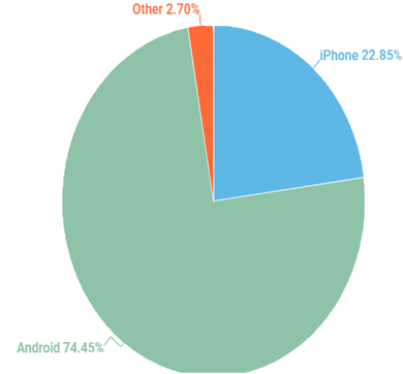 Other 2.70%
iPhone 22.85%
Android 74.45%